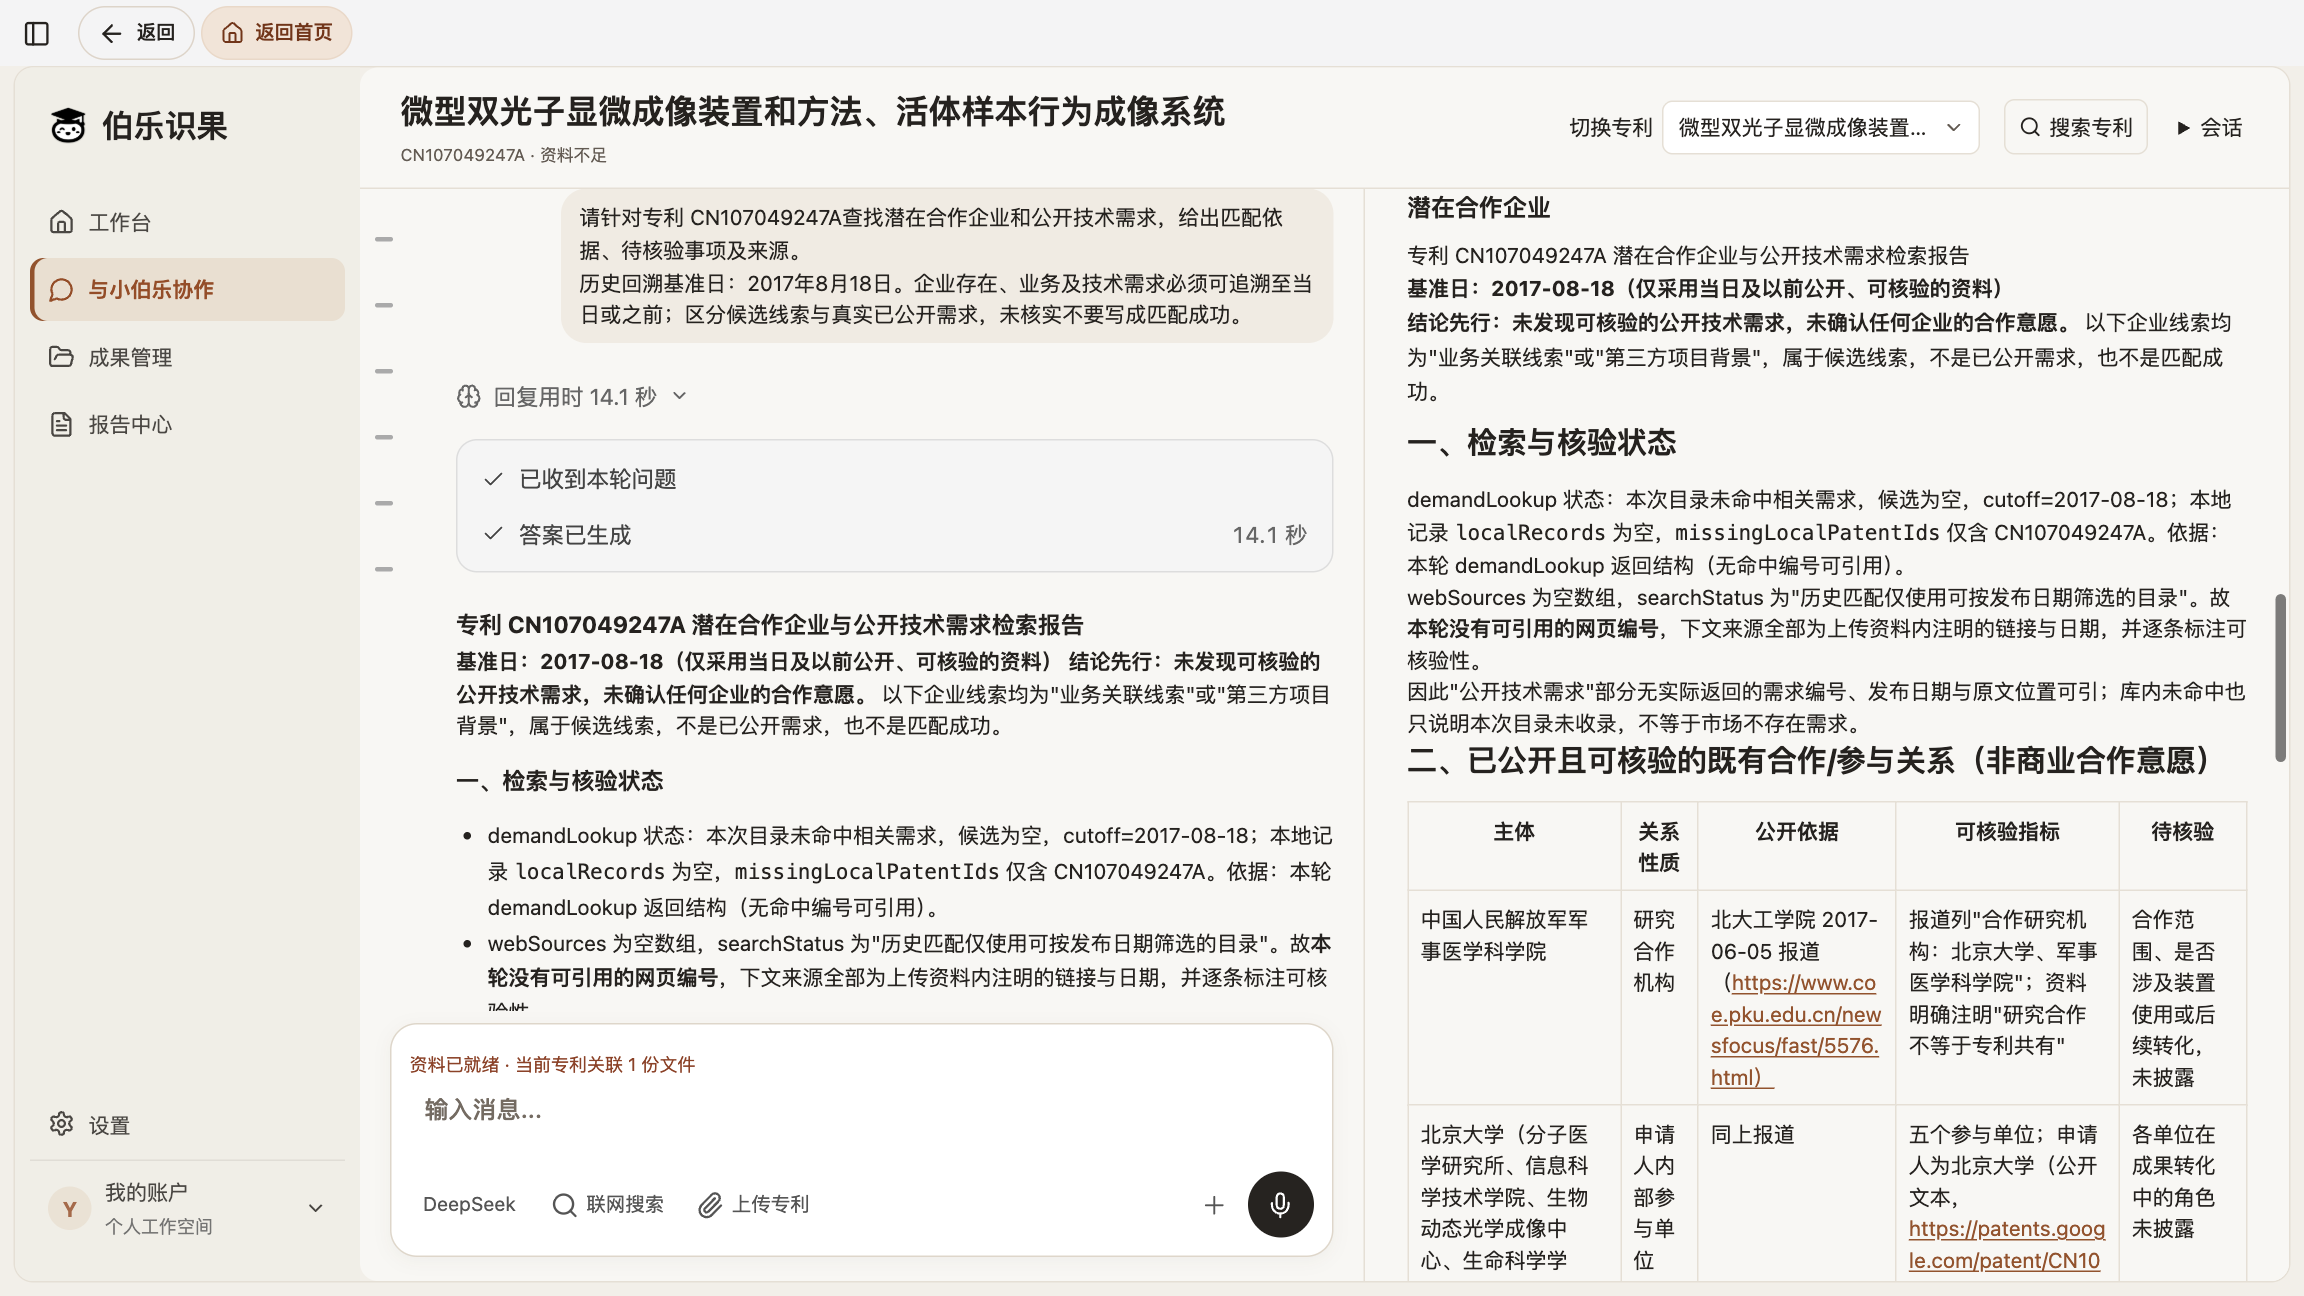 返回
返回首页
伯乐识果
工作台
与小伯乐协作
成果管理
报告中心
设置
Y
我的账户
个人工作空间
微型双光子显微成像装置和方法、活体样本行为成像系统
CN107049247A · 资料不足
切换专利
微型双光子显微成像装置...
搜索专利
会话
请针对专利 CN107049247A查找潜在合作企业和公开技术需求，给出匹配依
据、待核验事项及来源。
历史回溯基准日：2017年8月18日。企业存在、业务及技术需求必须可追溯至当
日或之前；区分候选线索与真实已公开需求，未核实不要写成匹配成功。
回复用时 14.1 秒
已收到本轮问题
答案已生成
14.1 秒
专利 CN107049247A 潜在合作企业与公开技术需求检索报告
基准日：2017-08-18（仅采用当日及以前公开、可核验的资料） 结论先行：未发现可核验的
公开技术需求，未确认任何企业的合作意愿。 以下企业线索均为"业务关联线索"或"第三方项目
背景"，属于候选线索，不是已公开需求，也不是匹配成功。
一、检索与核验状态
demandLookup 状态：本次目录未命中相关需求，候选为空，cutoff=2017-08-18；本地记
录 localRecords 为空，missingLocalPatentIds 仅含 CN107049247A。依据：本轮
demandLookup 返回结构（无命中编号可引用）。
webSources 为空数组，searchStatus 为"历史匹配仅使用可按发布日期筛选的目录"。故本
轮没有可引用的网页编号，下文来源全部为上传资料内注明的链接与日期，并逐条标注可核
验性
资料已就绪 · 当前专利关联 1 份文件
输入消息...
DeepSeek
联网搜索
上传专利
潜在合作企业
专利 CN107049247A 潜在合作企业与公开技术需求检索报告
基准日：2017-08-18（仅采用当日及以前公开、可核验的资料）
结论先行：未发现可核验的公开技术需求，未确认任何企业的合作意愿。 以下企业线索均
为"业务关联线索"或"第三方项目背景"，属于候选线索，不是已公开需求，也不是匹配成
功。
一、检索与核验状态
demandLookup 状态：本次目录未命中相关需求，候选为空，cutoff=2017-08-18；本地
记录 localRecords 为空，missingLocalPatentIds 仅含 CN107049247A。依据：
本轮 demandLookup 返回结构（无命中编号可引用）。
webSources 为空数组，searchStatus 为"历史匹配仅使用可按发布日期筛选的目录"。故
本轮没有可引用的网页编号，下文来源全部为上传资料内注明的链接与日期，并逐条标注可
核验性。
因此"公开技术需求"部分无实际返回的需求编号、发布日期与原文位置可引；库内未命中也
只说明本次目录未收录，不等于市场不存在需求。
二、已公开且可核验的既有合作/参与关系（非商业合作意愿）
主体
关系
性质
公开依据
可核验指标
待核验
中国人民解放军军
事医学科学院
研究
合作
机构
北大工学院 2017-
06-05 报道
（https://www.co
e.pku.edu.cn/new
sfocus/fast/5576.
html）
报道列"合作研究机
构：北京大学、军事
医学科学院"；资料
明确注明"研究合作
不等于专利共有"
合作范
围、是否
涉及装置
使用或后
续转化，
未披露
北京大学（分子医
学研究所、信息科
学技术学院、生物
动态光学成像中
心、生命科学学
申请
人内
部参
与单
位
同上报道
五个参与单位；申请
人为北京大学（公开
文本，
https://patents.goog
le.com/patent/CN10
各单位在
成果转化
中的角色
未披露